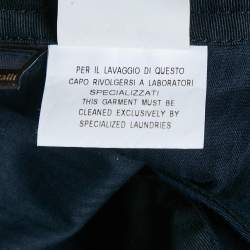 PER IL LAVAGGIO DI QUESTO
CAPO RIVOLGERSI A LABORATORI
SPECIALIZZATI
THIS GARMENT MUST BE
CLEANED EXCLUSIVELY BY
SPECIALIZED LAUNDRIES